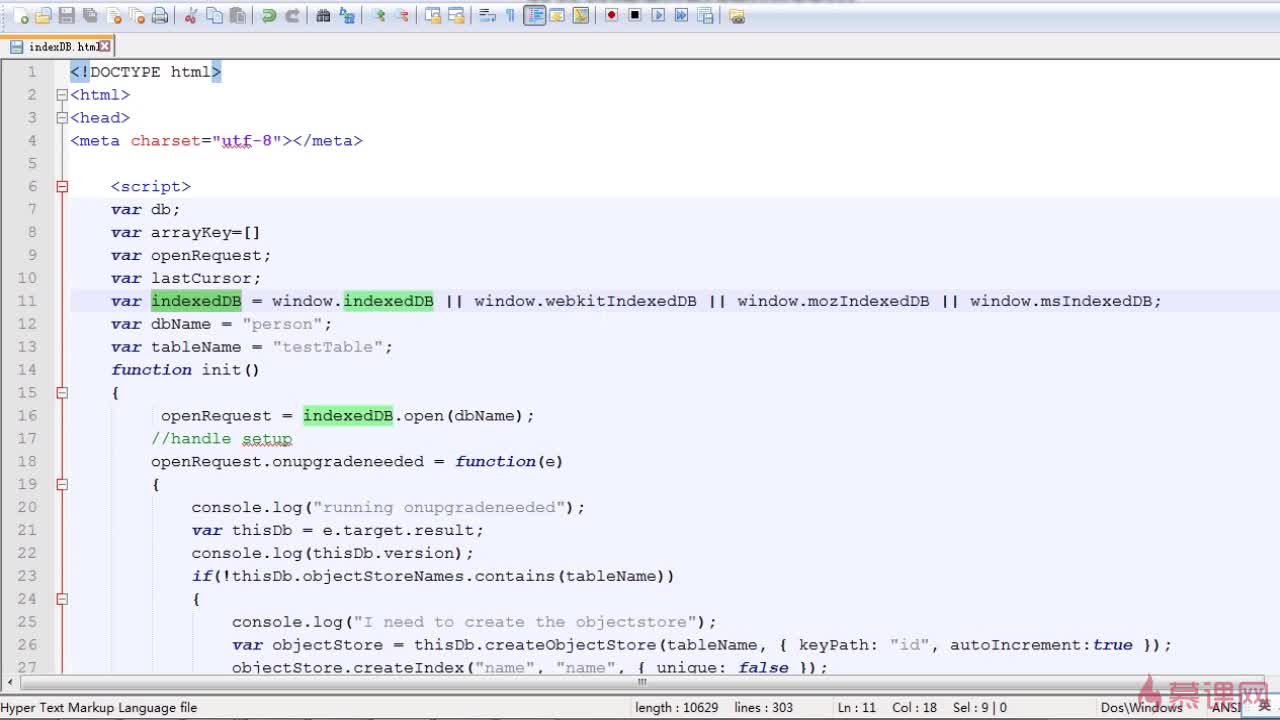 indexDB.html
1 <!DOCTYPE html>
2 <html>
3 <head>
4 <meta charset="utf-8"></meta>
5
6 <script>
7 var db;
8 var arrayKey=[]
9 var openRequest;
10 var lastCursor;
11 var indexedDB = window.indexedDB || window.webkitIndexedDB || window.mozIndexedDB || window.msIndexedDB;
12 var dbName = "person";
13 var tableName = "testTable";
14 function init()
15 {
16 openRequest = indexedDB.open(dbName);
17 //handle setup
18 openRequest.onupgradeneeded = function(e)
19 {
20 console.log("running onupgradeneeded");
21 var thisDb = e.target.result;
22 console.log(thisDb.version);
23 if(!thisDb.objectStoreNames.contains(tableName))
24 {
25 console.log("I need to create the objectstore");
26 var objectStore = thisDb.createObjectStore(tableName, { keyPath: "id", autoIncrement:true });
27 objectStore.createIndex("name", "name", { unique: false });
慕课网
Hyper Text Markup Language file length : 10629 lines : 303 Ln : 11 Col : 18 Sel : 9 | 0 Dos\Windows ANSI 英